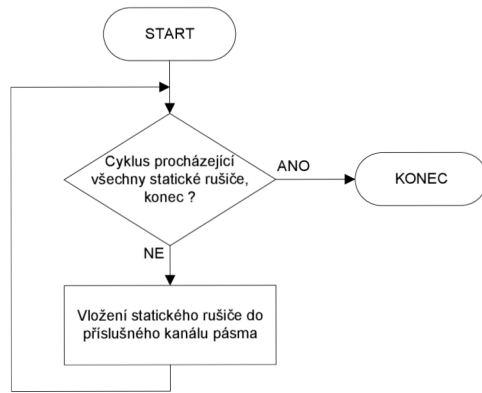 START
Cyklus procházející
všechny statické rušiče,
konec ?
ANO
KONEC
NE
Vložení statického rušiče do
příslušného kanálu pásma